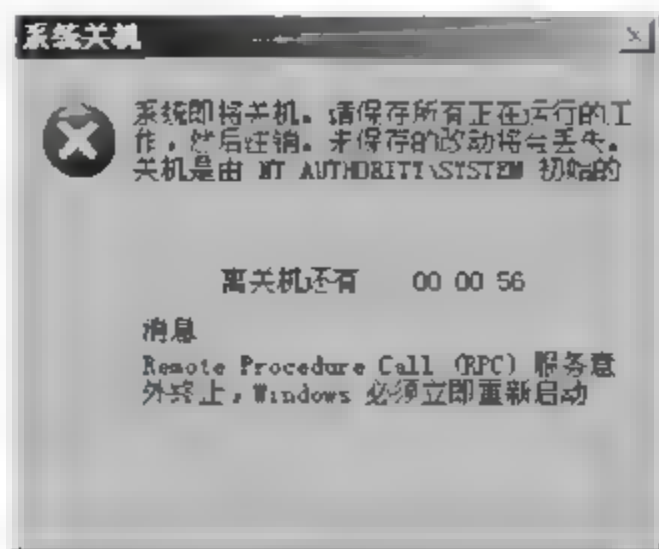 系统关机
系统即将关机。请保存所有正在运行的工
作，然后注销。未保存的改动将会丢失。
关机是由 NT AUTHORITY\SYSTEM 初始的
离关机还有 00 00 56
消息
Remote Procedure Call (RPC) 服务意
外终止，Windows 必须立即重新启动